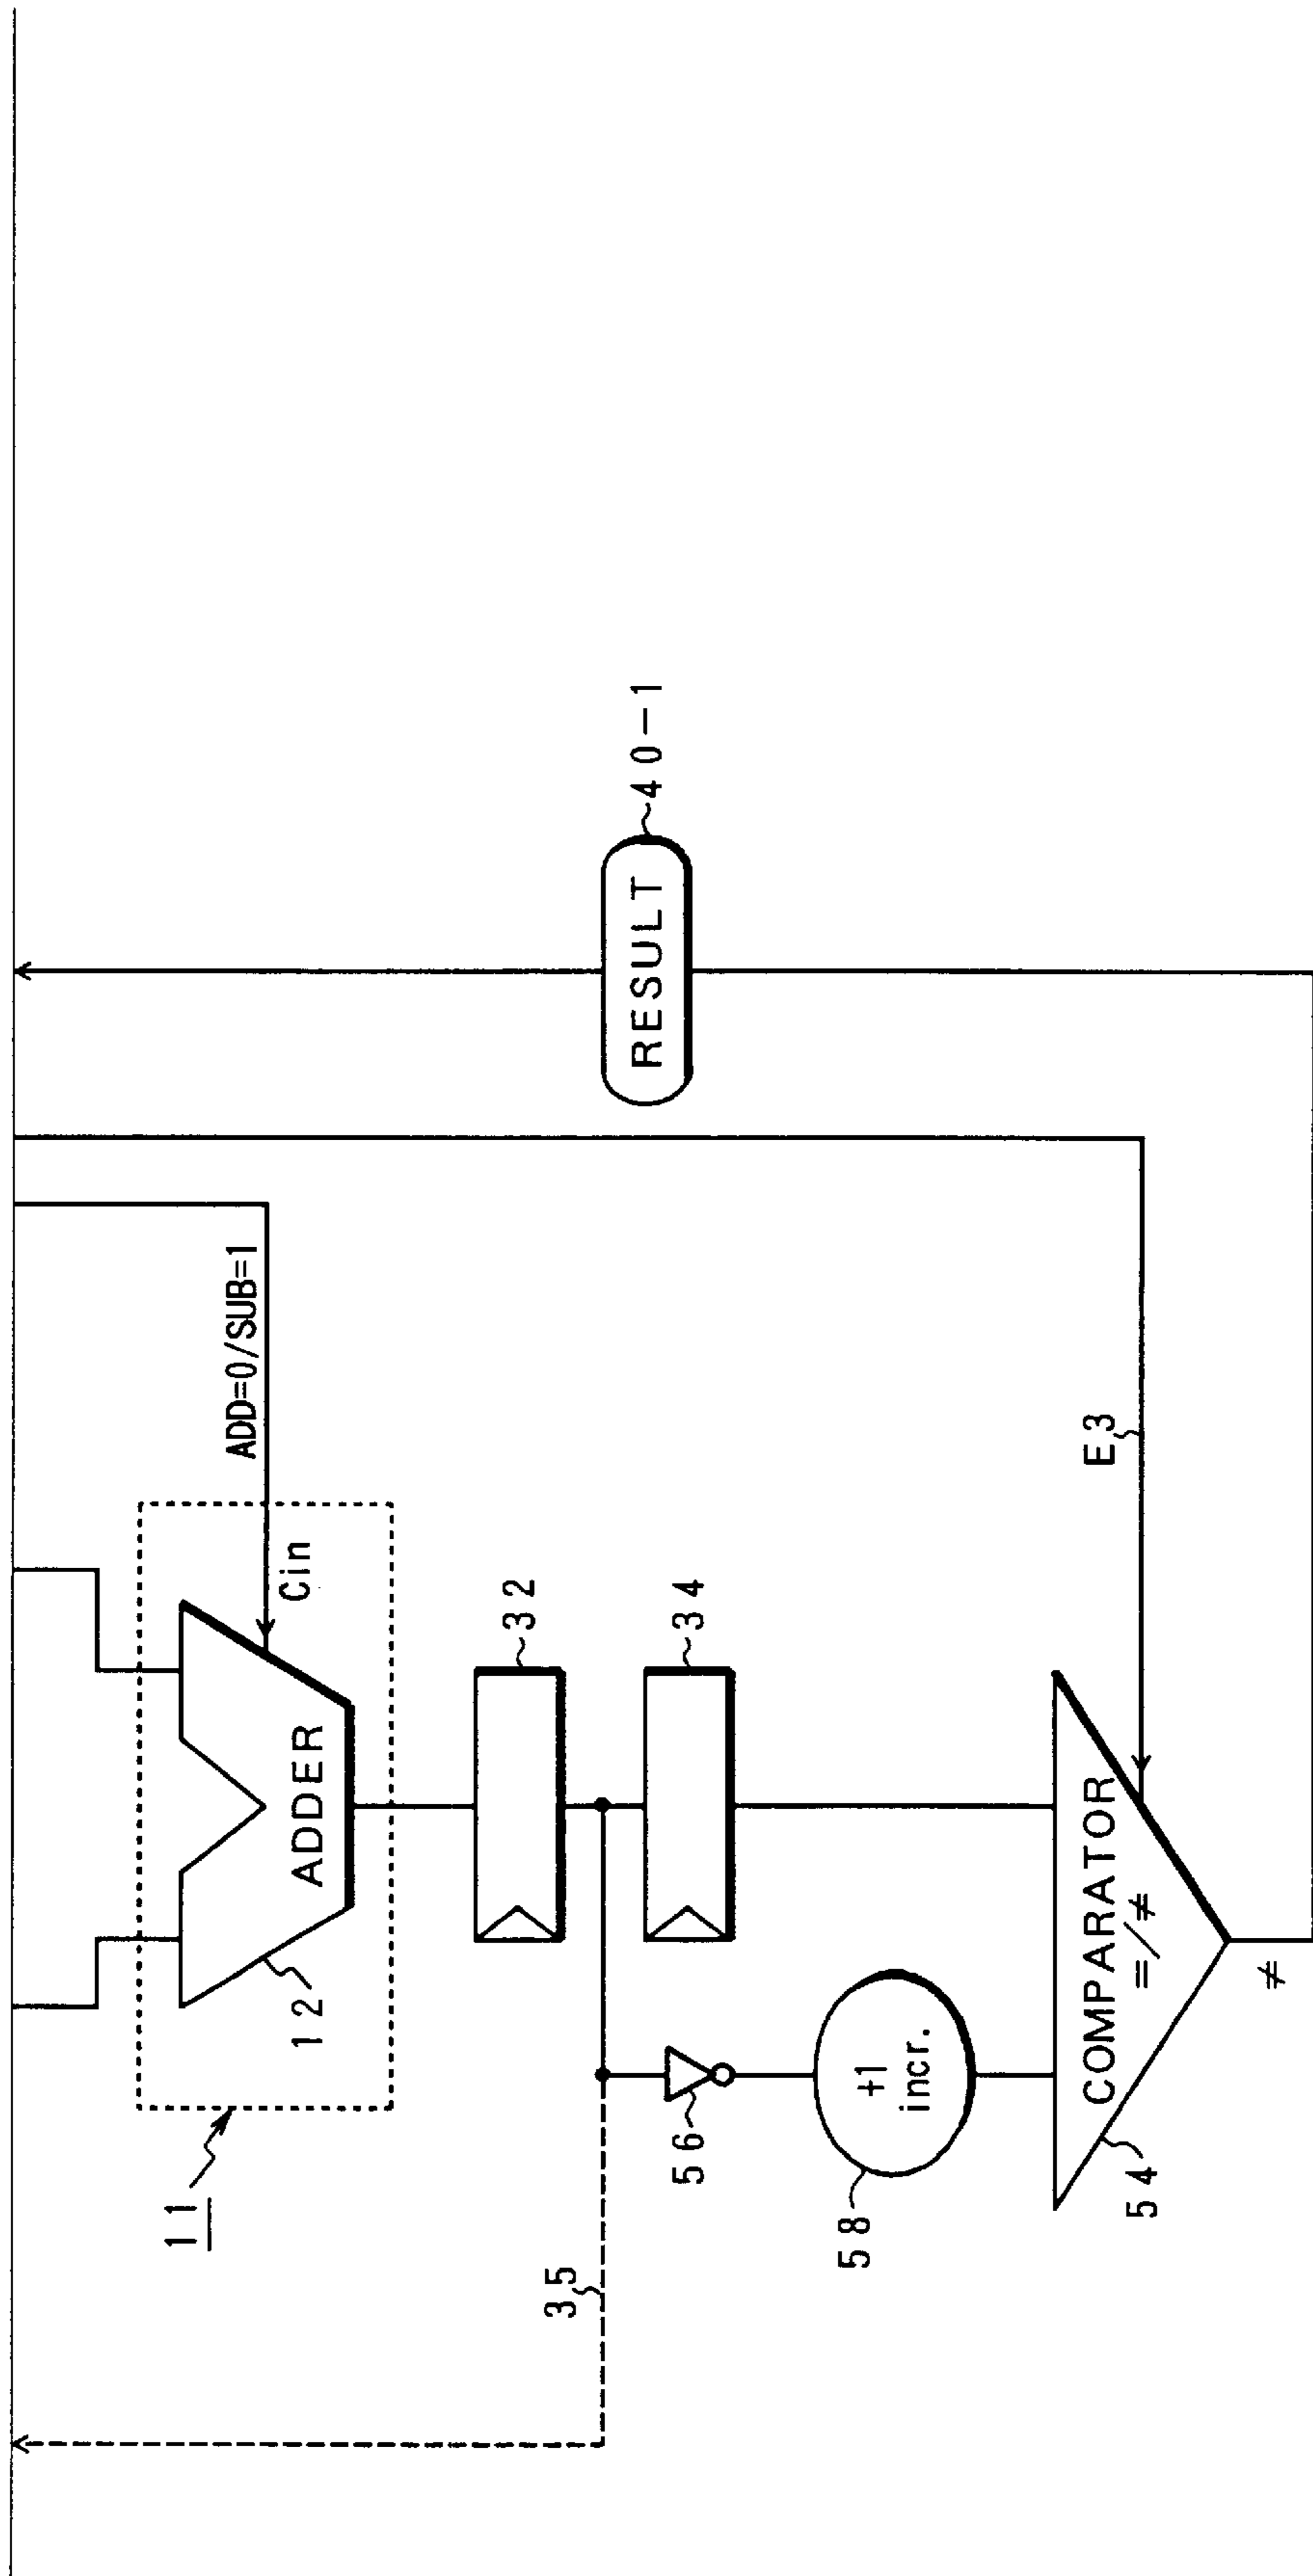 11
12
ADDER
Cin
ADD=0/SUB=1
32
35
34
56
58
+1
incr.
RESULT
40-1
E3
COMPARATOR
=/≠
54
≠